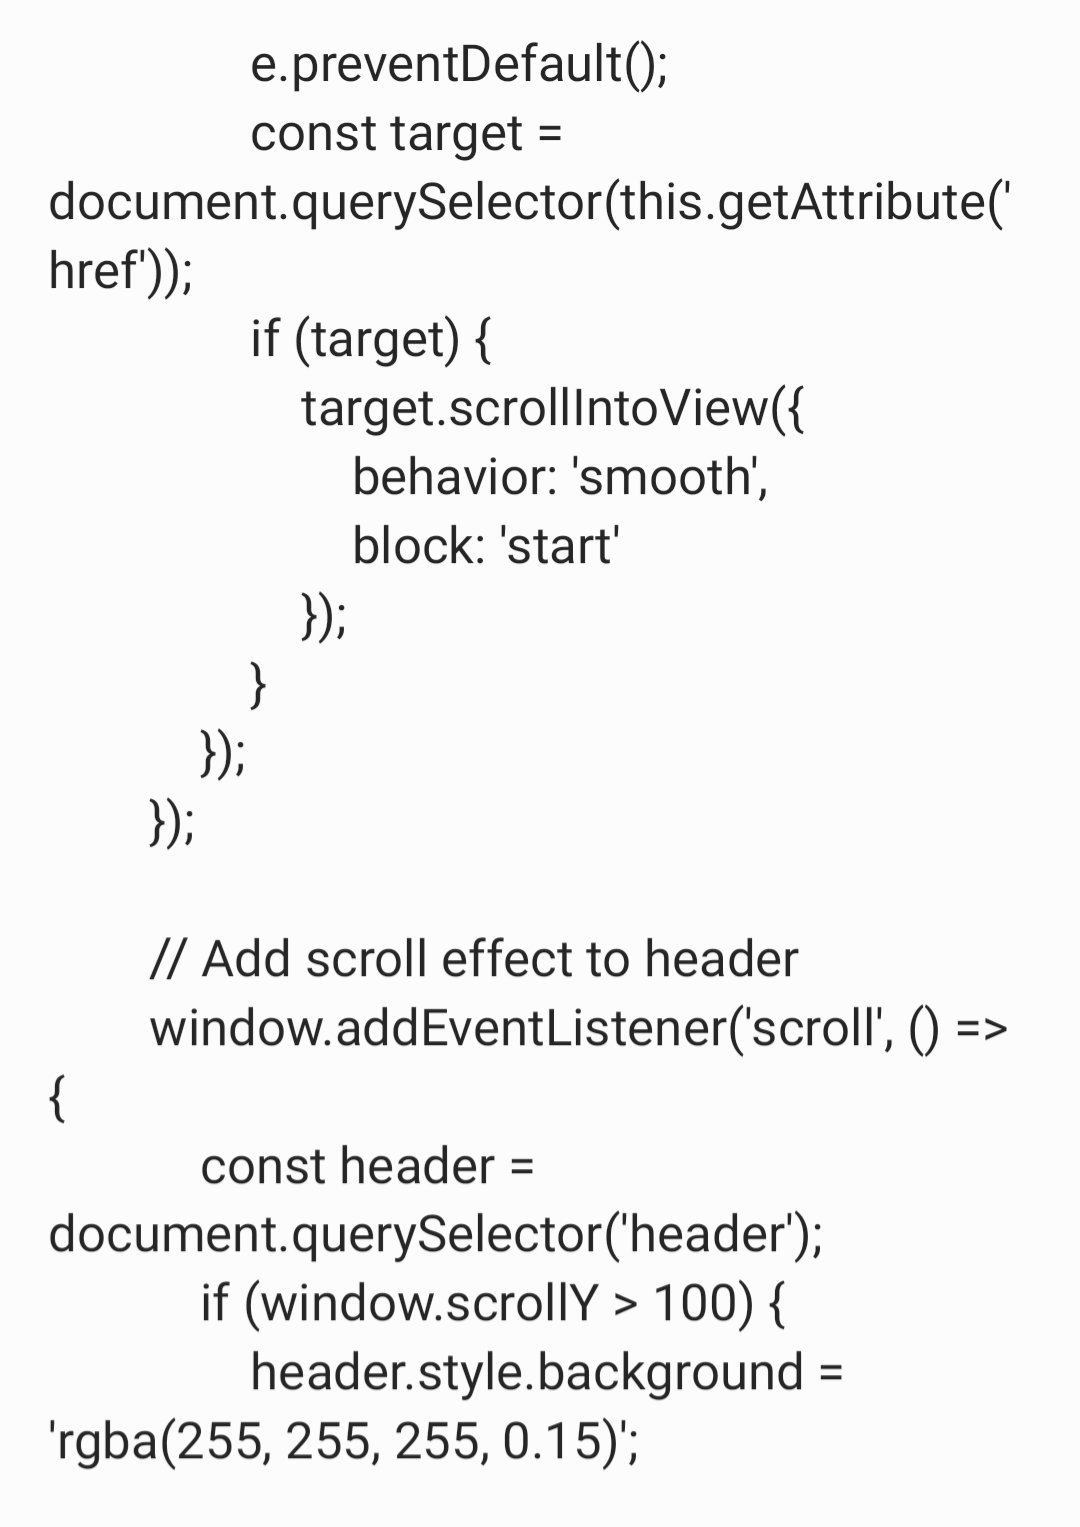 e.preventDefault();
const target =
document.querySelector(this.getAttribute('
href'));
if (target) {
target.scrollIntoView({
behavior: 'smooth',
block: 'start'
});
}
});
});
// Add scroll effect to header
window.addEventListener('scroll', () =>
{
const header =
document.querySelector('header');
if (window.scrollY > 100) {
header.style.background =
'rgba(255, 255, 255, 0.15)';